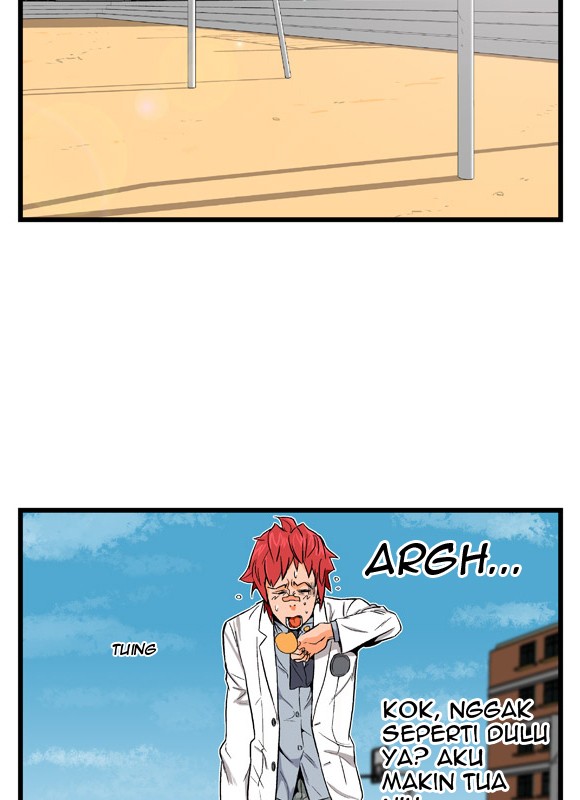 ARGH...
TUING
KOK, NGGAK
SEPERTI DULU
YA? AKU
MAKIN TUA